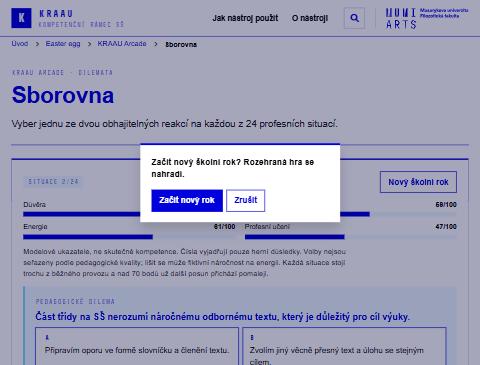 K KRAAU
KOMPETENČNÍ RÁMEC SŠ
Jak nástroj použít
O nástroji
MUNI
ARTS
Masarykova univerzita
Filozofická fakulta
Úvod > Easter egg > KRAAU Arcade > Sborovna
KRAAU ARCADE · DILEMATA
Sborovna
Vyber jednu ze dvou obhajitelných reakcí na každou z 24 profesních situací.
Začít nový školní rok? Rozehraná hra se
nahradí.
Začít nový rok
Zrušit
SITUACE 2/24
Nový školní rok
Důvěra
69/100
Energie
61/100
Profesní učení
47/100
Modelové ukazatele, ne skutečná kompetence. Čísla vyjadřují pouze herní důsledky. Volby nejsou
seřazeny podle pedagogické kvality; liší se může fiktivní náročnost na energii. Každá situace stojí
trochu z běžného provozu a nad 70 bodů už další posun přichází pomaleji.
PEDAGOGICKÉ DILEMA
Část třídy na SŠ nerozumí náročnému odbornému textu, který je důležitý pro cíl výuky.
A
Připravím oporu ve formě slovníčku a členění textu.
B
Zvolím jiný věcně přesný text a úlohu se stejným
cílem.